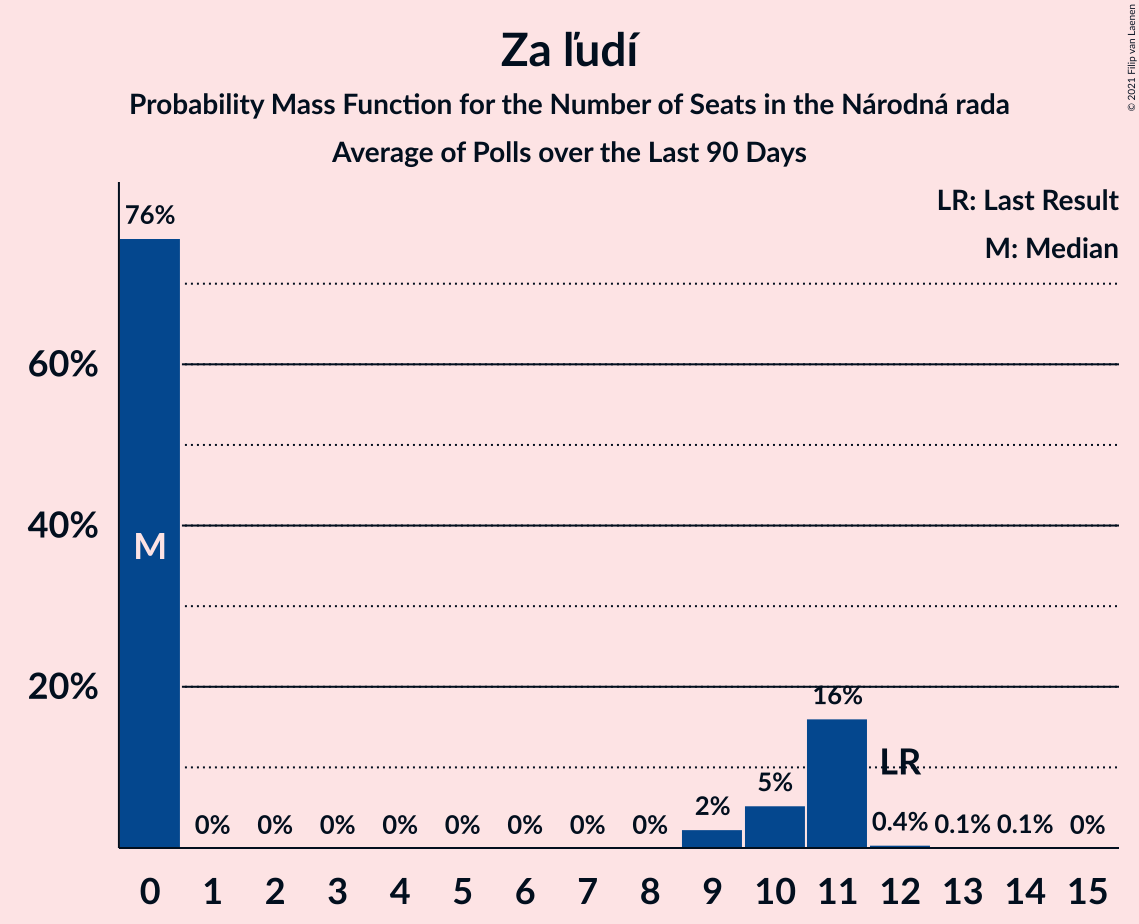 Za ľudí
Probability Mass Function for the Number of Seats in the Národná rada
Average of Polls over the Last 90 Days
© 2021 Filip van Laenen
LR: Last Result
M: Median
76%
60%
40%
M
20%
16%
LR
5%
2%
0% 0% 0% 0% 0% 0% 0% 0% 0.4% 0.1% 0.1% 0%
0 1 2 3 4 5 6 7 8 9 10 11 12 13 14 15